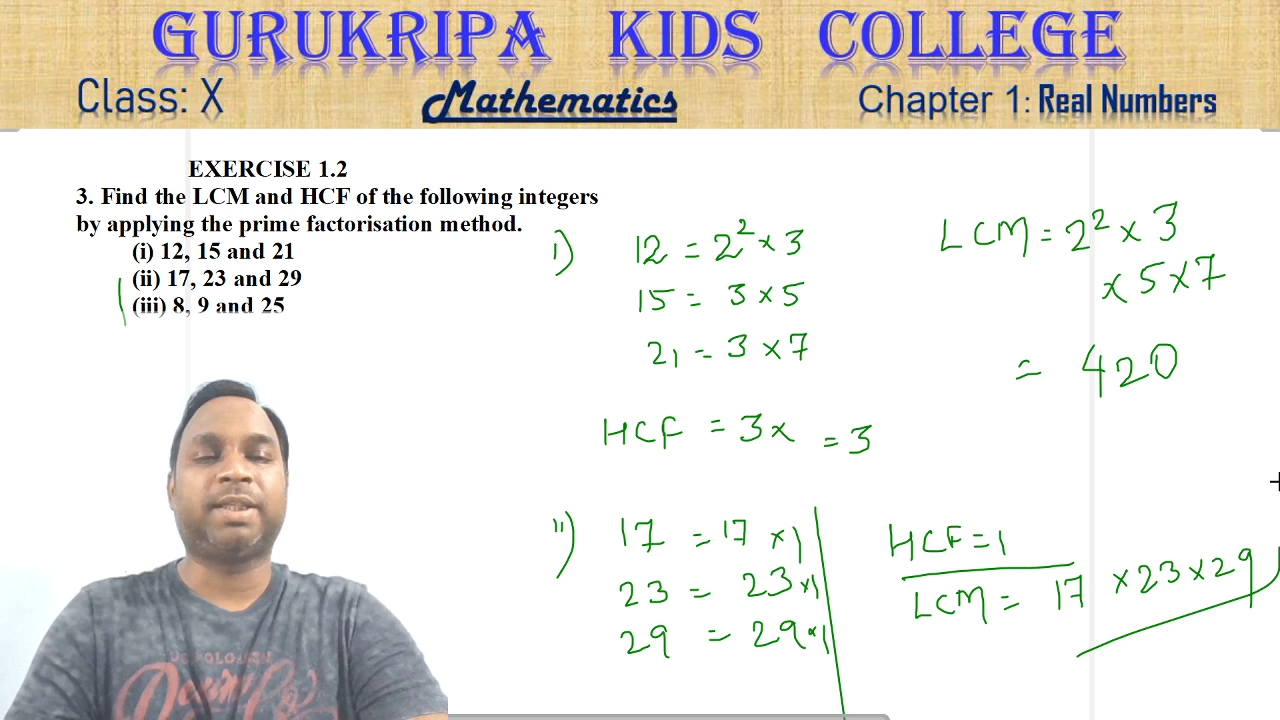 GURUKRIPA KIDS COLLEGE
Class: X
Mathematics
Chapter 1: Real Numbers
EXERCISE 1.2
3. Find the LCM and HCF of the following integers
by applying the prime factorisation method.
(i) 12, 15 and 21
(ii) 17, 23 and 29
(iii) 8, 9 and 25
i) 12 = 2² × 3
15 = 3 × 5
21 = 3 × 7
HCF = 3× = 3
LCM = 2² × 3
× 5 × 7
= 420
ii) 17 = 17 × 1
23 = 23 × 1
29 = 29 × 1
HCF = 1
LCM = 17 × 23 × 29